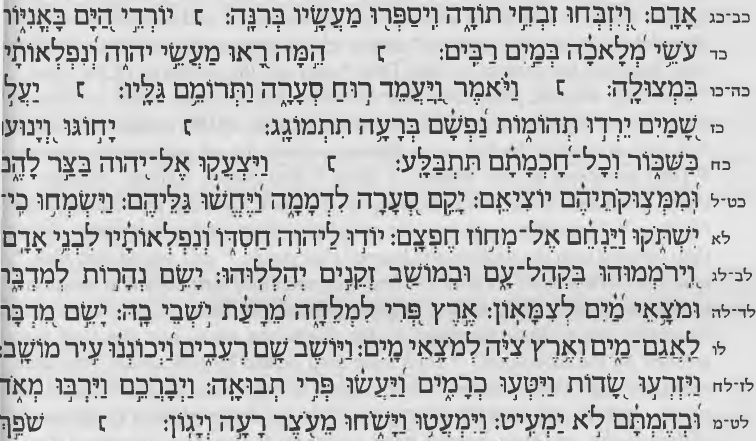 כב־כג אָדָם׃ וְיִזְבְּחוּ זִבְחֵי תוֹדָה וִיסַפְּרוּ מַעֲשָׂיו בְּרִנָּה׃ ׆ יוֹרְדֵי הַיָּם בָּאֳנִיּוֹת
כד עֹשֵׂי מְלָאכָה בְּמַיִם רַבִּים׃ ׆ הֵמָּה רָאוּ מַעֲשֵׂי יְהוָה וְנִפְלְאוֹתָיו
כה־כו בִּמְצוּלָה׃ ׆ וַיֹּאמֶר וַיַּעֲמֵד רוּחַ סְעָרָה וַתְּרוֹמֵם גַּלָּיו׃ ׆ יַעֲלוּ
כז שָׁמַיִם יֵרְדוּ תְהוֹמוֹת נַפְשָׁם בְּרָעָה תִתְמוֹגָג׃ ׆ יָחוֹגּוּ וְיָנוּעוּ
כח כַּשִּׁכּוֹר וְכָל־חָכְמָתָם תִּתְבַּלָּע׃ ׆ וַיִּצְעֲקוּ אֶל־יְהוָה בַּצַּר לָהֶם
כט־ל וּמִמְּצוּקֹתֵיהֶם יוֹצִיאֵם׃ יָקֵם סְעָרָה לִדְמָמָה וַיֶּחֱשׁוּ גַּלֵּיהֶם׃ וַיִּשְׂמְחוּ כִי־
לא יִשְׁתֹּקוּ וַיַּנְחֵם אֶל־מְחוֹז חֶפְצָם׃ יוֹדוּ לַיהוָה חַסְדּוֹ וְנִפְלְאוֹתָיו לִבְנֵי אָדָם׃
לב־לג וִירֹמְמוּהוּ בִּקְהַל־עָם וּבְמוֹשַׁב זְקֵנִים יְהַלְלוּהוּ׃ יָשֵׂם נְהָרוֹת לְמִדְבָּר
לד־לה וּמֹצָאֵי מַיִם לְצִמָּאוֹן׃ אֶרֶץ פְּרִי לִמְלֵחָה מֵרָעַת יֹשְׁבֵי בָהּ׃ יָשֵׂם מִדְבָּר
לו לַאֲגַם־מַיִם וְאֶרֶץ צִיָּה לְמֹצָאֵי מָיִם׃ וַיּוֹשֶׁב שָׁם רְעֵבִים וַיְכוֹנְנוּ עִיר מוֹשָׁב׃
לז־לח וַיִּזְרְעוּ שָׂדוֹת וַיִּטְּעוּ כְרָמִים וַיַּעֲשׂוּ פְּרִי תְבוּאָה׃ וַיְבָרֲכֵם וַיִּרְבּוּ מְאֹד
לט־מ וּבְהֶמְתָּם לֹא יַמְעִיט׃ וַיִּמְעֲטוּ וַיָּשֹׁחוּ מֵעֹצֶר רָעָה וְיָגוֹן׃ ׆ שֹׁפֵךְ